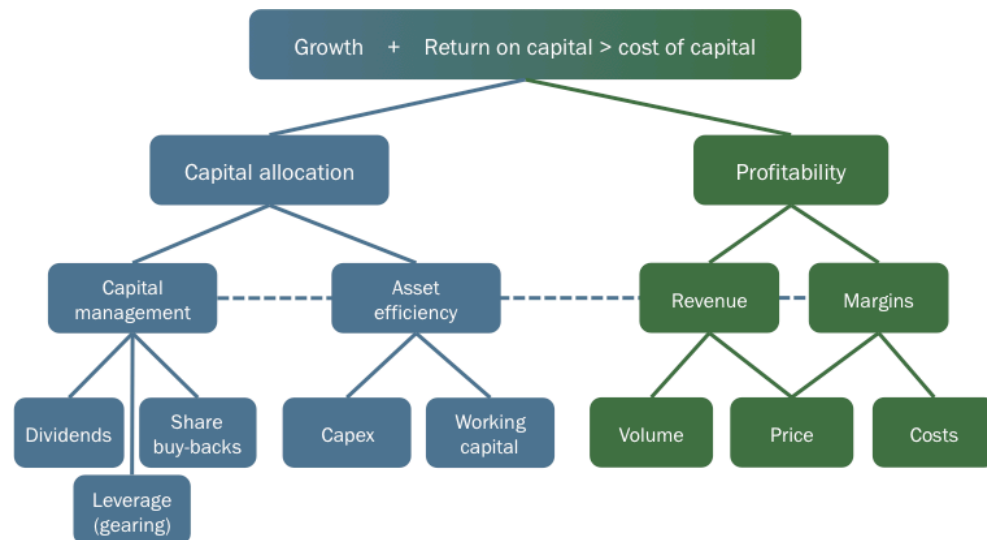 Growth + Return on capital > cost of capital
Capital allocation
Profitability
Capital
management
Asset
efficiency
Revenue
Margins
Dividends
Share
buy-backs
Capex
Working
capital
Volume
Price
Costs
Leverage
(gearing)